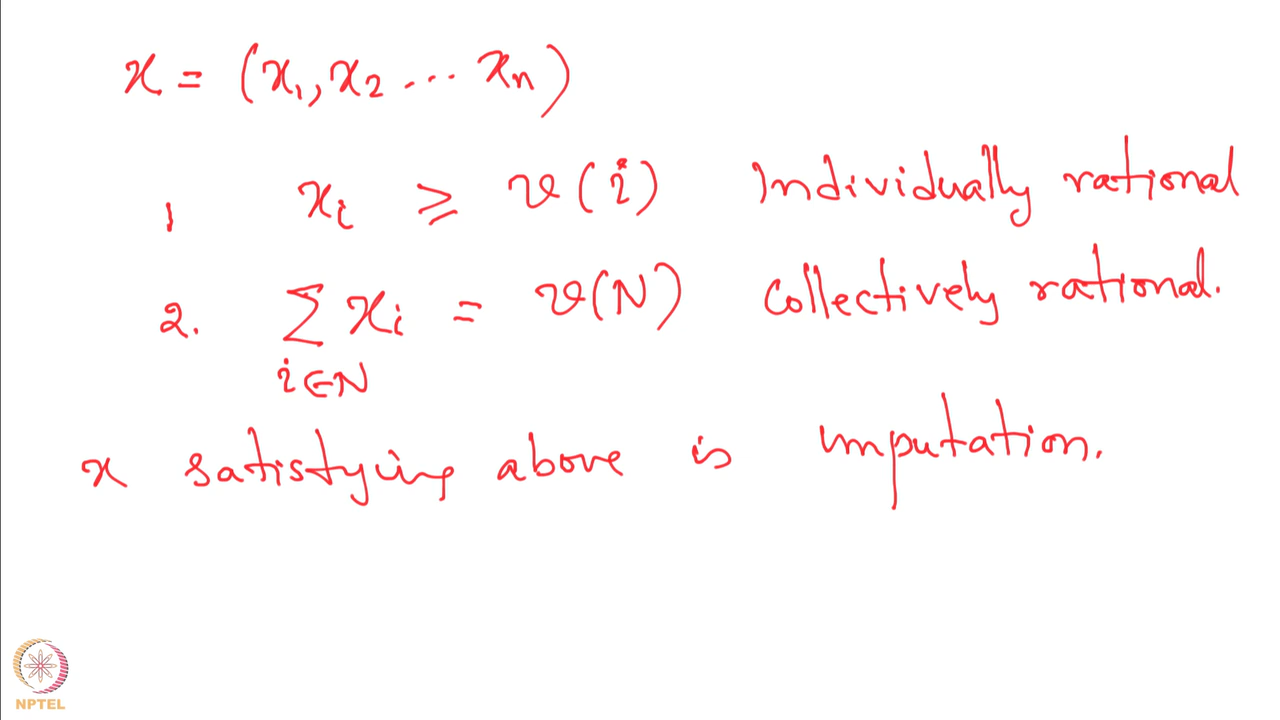 x = (x₁, x₂ ... xₙ)
1. xᵢ ≥ v(i) Individually rational
2. ∑ xᵢ = v(N) collectively rational.
i∈N
x satisfying above is imputation.
NPTEL